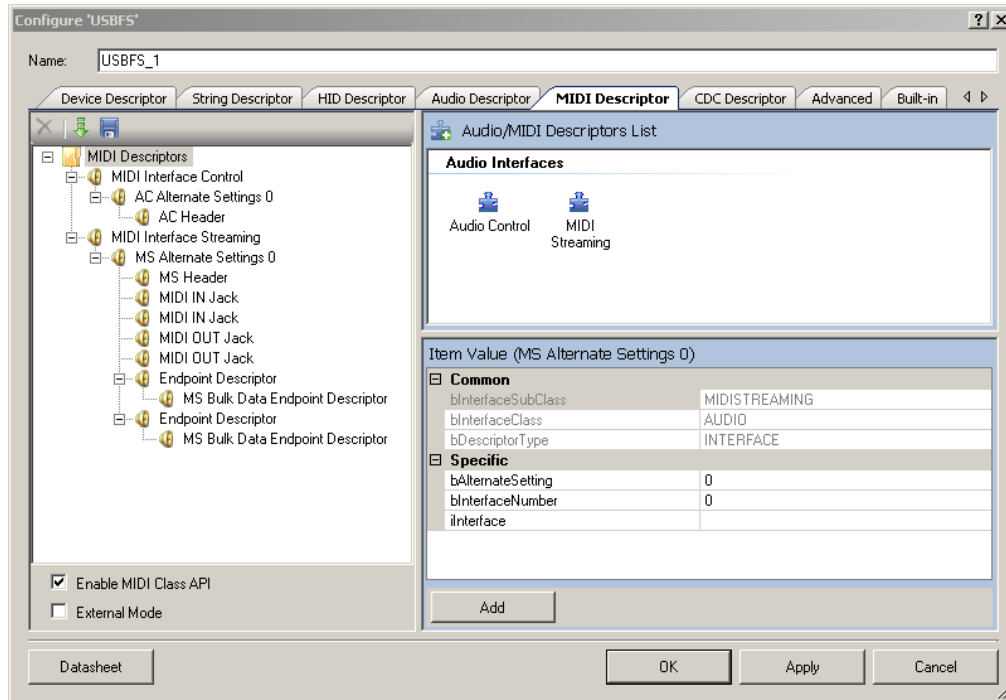 Configure 'USBFS'
Name: USBFS_1
Device Descriptor String Descriptor HID Descriptor Audio Descriptor MIDI Descriptor CDC Descriptor Advanced Built-in
MIDI Descriptors
MIDI Interface Control
AC Alternate Settings 0
AC Header
MIDI Interface Streaming
MS Alternate Settings 0
MS Header
MIDI IN Jack
MIDI IN Jack
MIDI OUT Jack
MIDI OUT Jack
Endpoint Descriptor
MS Bulk Data Endpoint Descriptor
Endpoint Descriptor
MS Bulk Data Endpoint Descriptor
Enable MIDI Class API
External Mode
Audio/MIDI Descriptors List
Audio Interfaces
Audio Control
MIDI
Streaming
Item Value (MS Alternate Settings 0)
Common
bInterfaceSubClass MIDISTREAMING
bInterfaceClass AUDIO
bDescriptorType INTERFACE
Specific
bAlternateSetting 0
bInterfaceNumber 0
iInterface
Add
Datasheet OK Apply Cancel